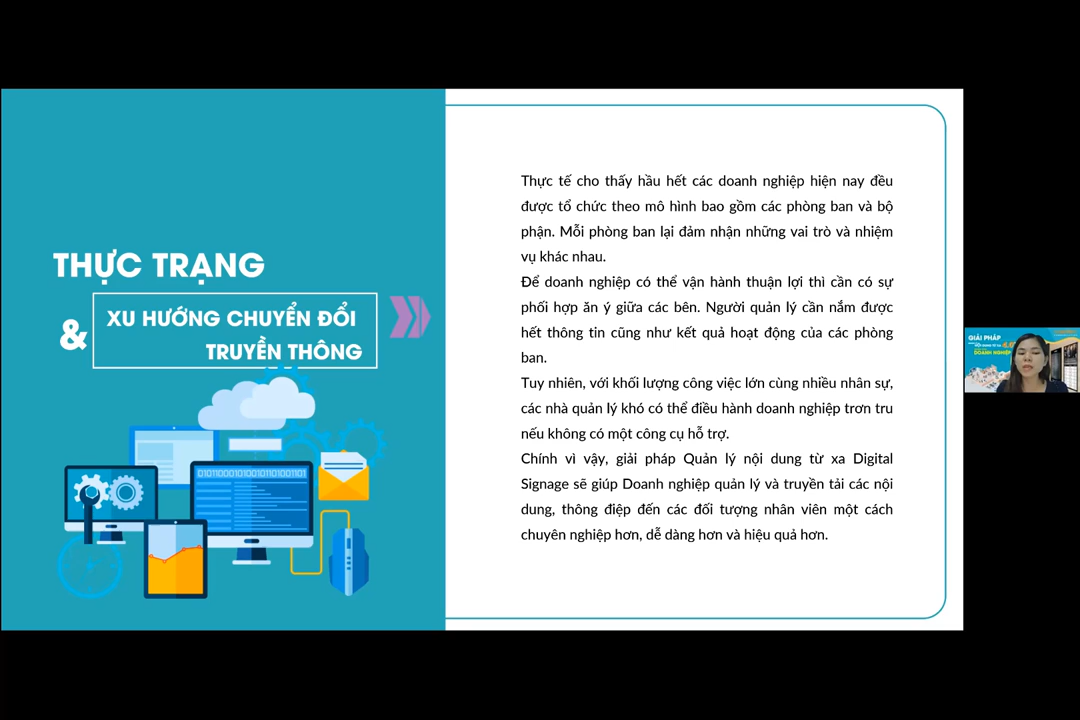 THỰC TRẠNG
& XU HƯỚNG CHUYỂN ĐỔI
TRUYỀN THÔNG
0101100010100101011001101
Thực tế cho thấy hầu hết các doanh nghiệp hiện nay đều
được tổ chức theo mô hình bao gồm các phòng ban và bộ
phận. Mỗi phòng ban lại đảm nhận những vai trò và nhiệm
vụ khác nhau.
Để doanh nghiệp có thể vận hành thuận lợi thì cần có sự
phối hợp ăn ý giữa các bên. Người quản lý cần nắm được
hết thông tin cũng như kết quả hoạt động của các phòng
ban.
Tuy nhiên, với khối lượng công việc lớn cùng nhiều nhân sự,
các nhà quản lý khó có thể điều hành doanh nghiệp trơn tru
nếu không có một công cụ hỗ trợ.
Chính vì vậy, giải pháp Quản lý nội dung từ xa Digital
Signage sẽ giúp Doanh nghiệp quản lý và truyền tải các nội
dung, thông điệp đến các đối tượng nhân viên một cách
chuyên nghiệp hơn, dễ dàng hơn và hiệu quả hơn.
GIẢI PHÁP
DOANH NGHIỆP